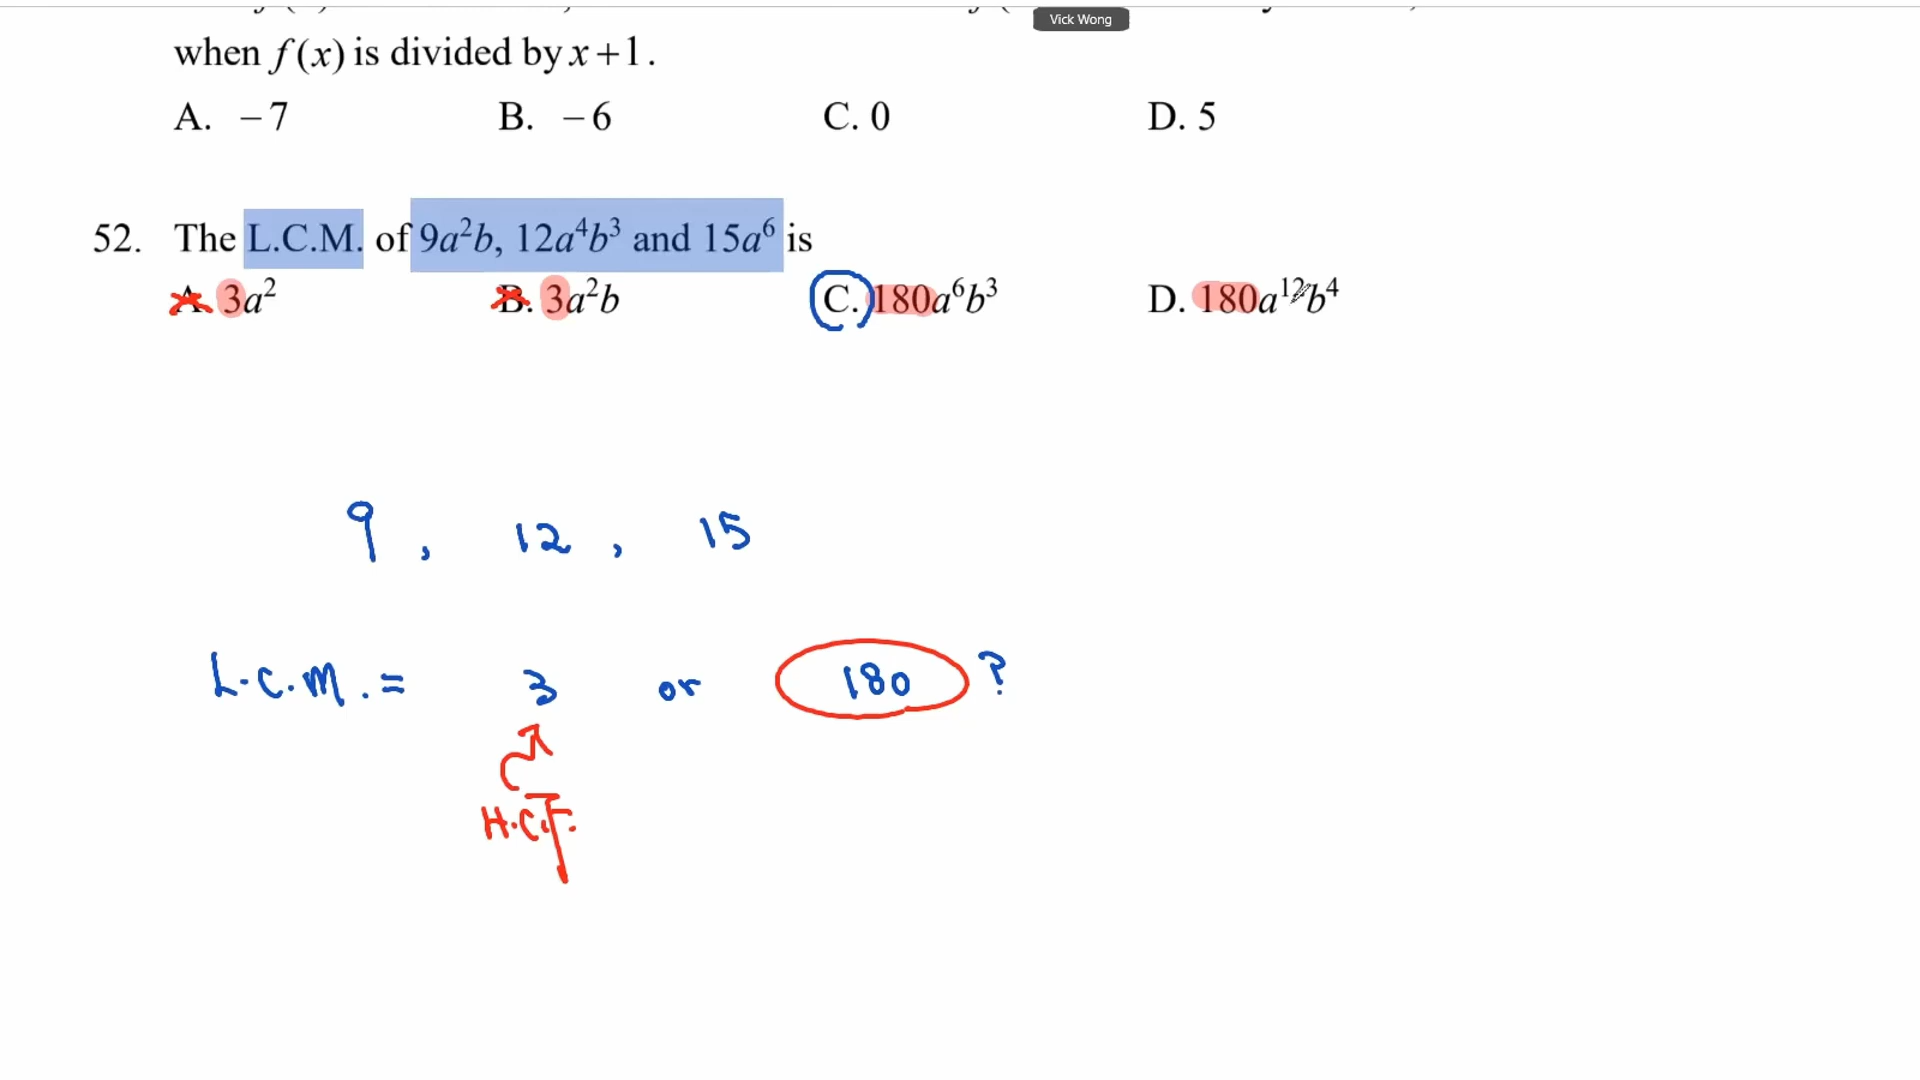 Vick Wong
when f(x) is divided by x+1.
A. −7 B. −6 C. 0 D. 5
52. The L.C.M. of 9a²b, 12a⁴b³ and 15a⁶ is
A. 3a² B. 3a²b C. 180a⁶b³ D. 180a¹²b⁴
9 , 12 , 15
L.C.M. = 3 or 180 ?
H.C.F.